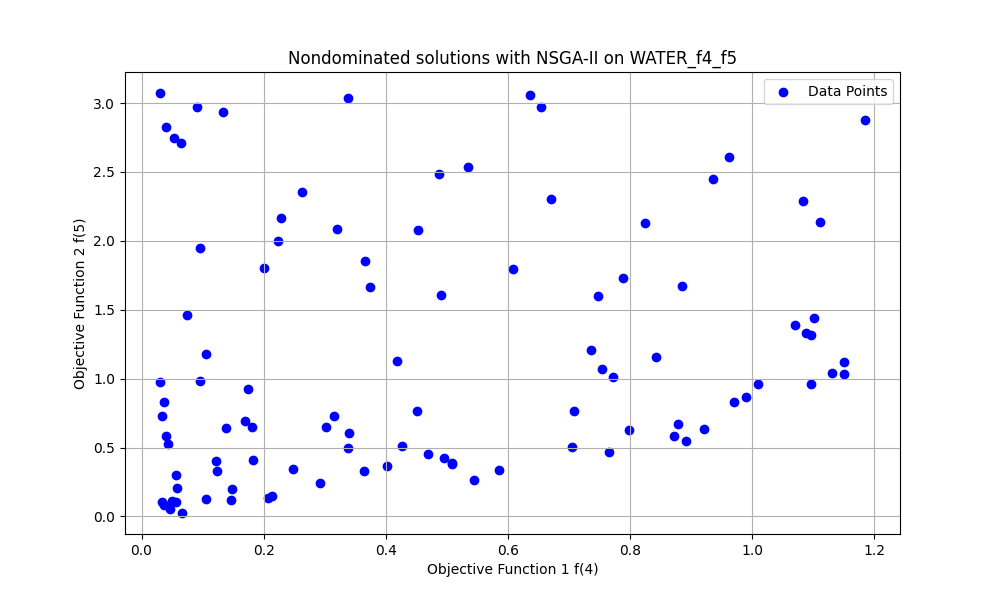 Nondominated solutions with NSGA-II on WATER_f4_f5
Data Points
Objective Function 2 f(5)
3.0
2.5
2.0
1.5
1.0
0.5
0.0
0.0 0.2 0.4 0.6 0.8 1.0 1.2
Objective Function 1 f(4)